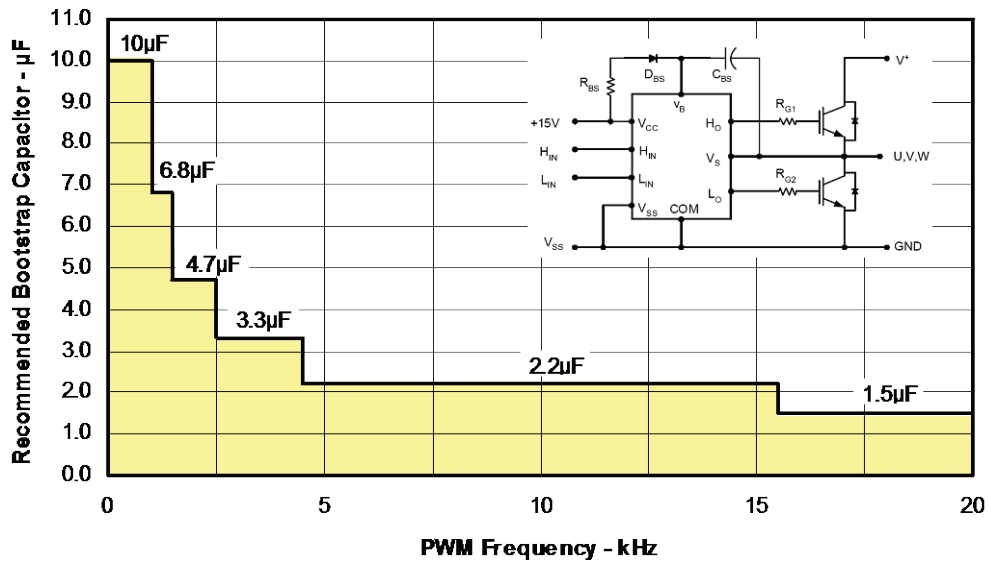 Recommended Bootstrap Capacitor - µF
11.0
10.0
9.0
8.0
7.0
6.0
5.0
4.0
3.0
2.0
1.0
0.0
10µF
6.8µF
4.7µF
3.3µF
2.2µF
1.5µF
RBS
DBS
CBS
VB
V+
+15V
VCC
HO
RG1
HIN
HIN
VS
U,V,W
LIN
LIN
LO
RG2
VSS
COM
VSS
GND
0
5
10
15
20
PWM Frequency - kHz